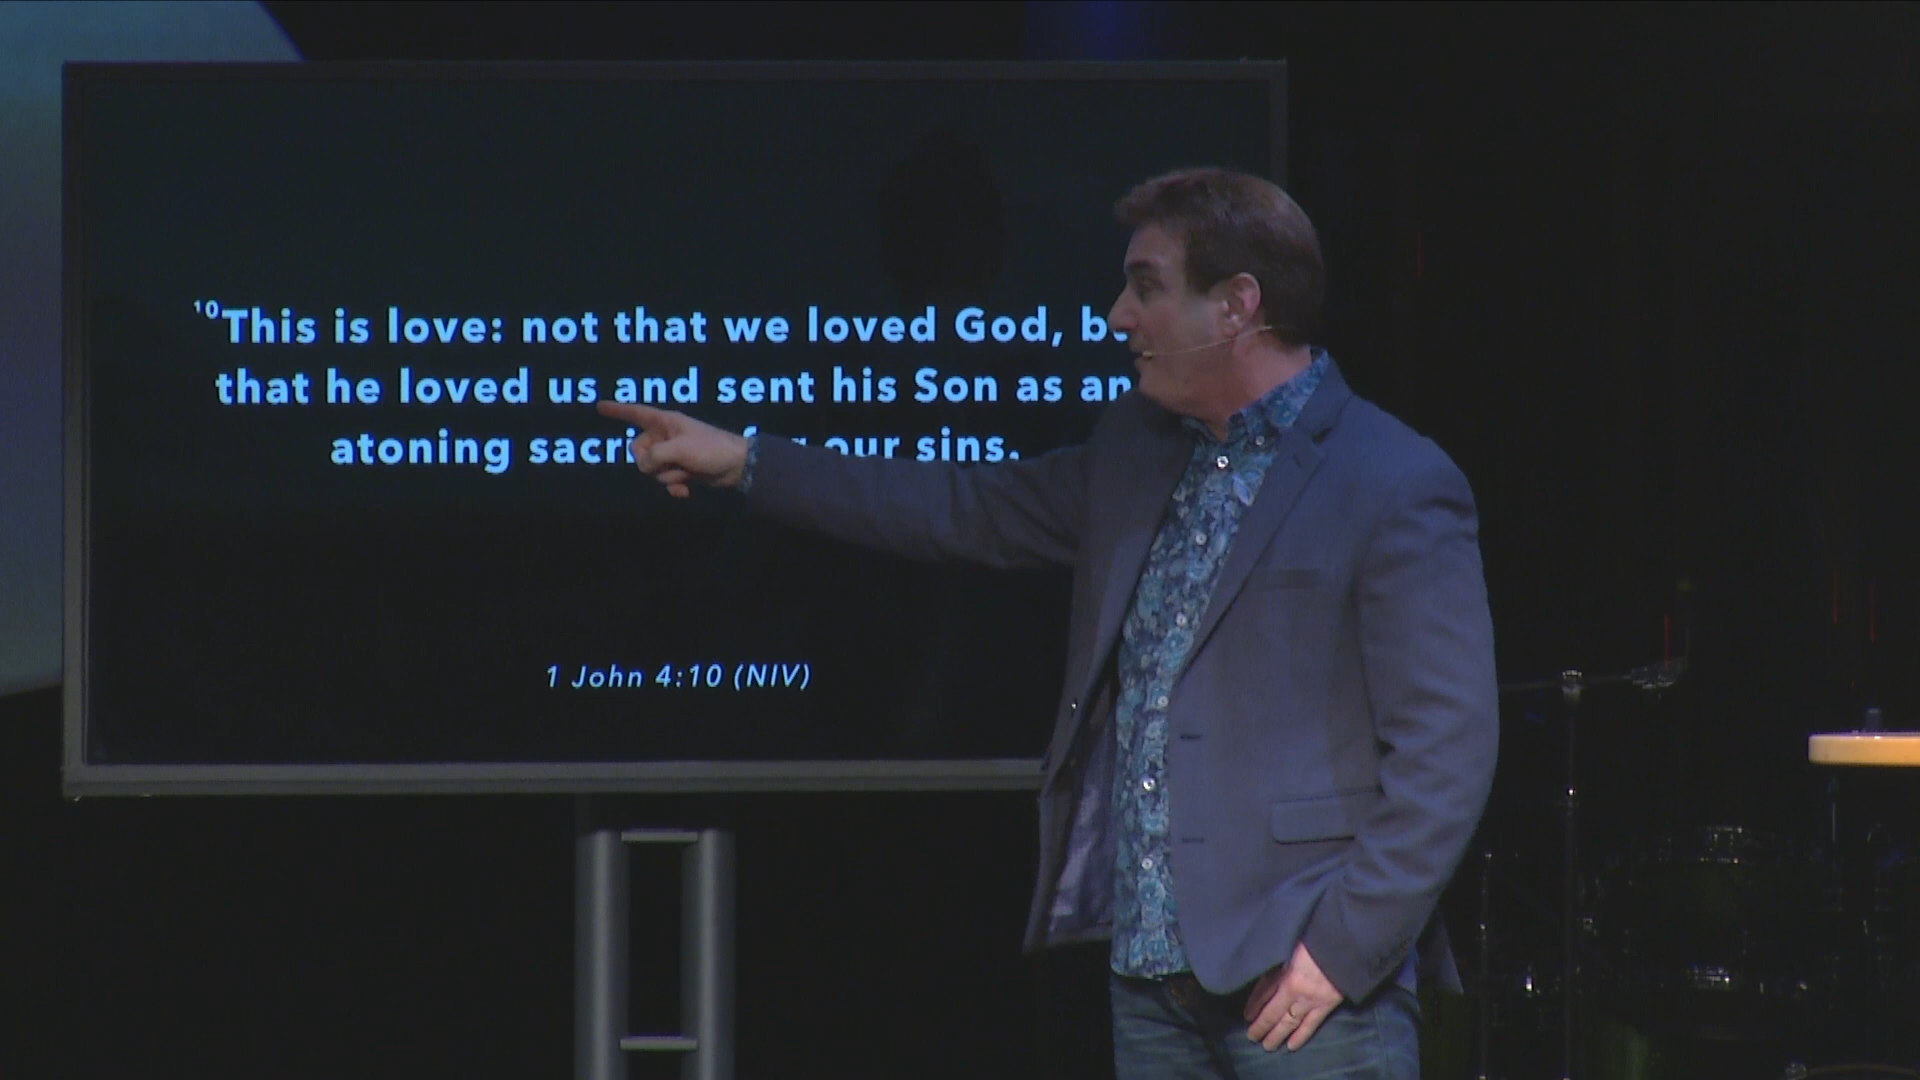 ¹⁰This is love: not that we loved God,
that he loved us and sent his Son as an
atoning our sins.
1 John 4:10 (NIV)